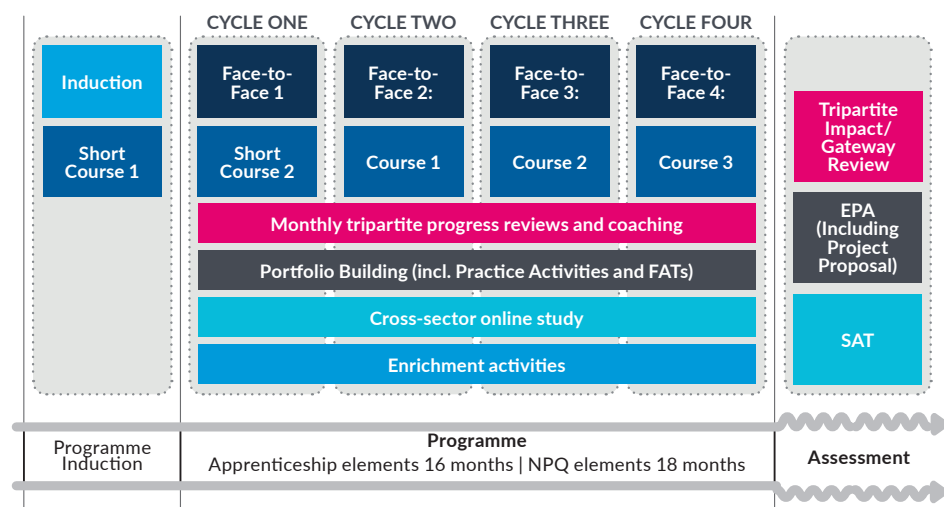 CYCLE ONE
CYCLE TWO
CYCLE THREE
CYCLE FOUR
Induction
Face-to-
Face 1
Face-to-
Face 2:
Face-to-
Face 3:
Face-to-
Face 4:
Short
Course 1
Short
Course 2
Course 1
Course 2
Course 3
Monthly tripartite progress reviews and coaching
Portfolio Building (incl. Practice Activities and FATs)
Cross-sector online study
Enrichment activities
Tripartite
Impact/
Gateway
Review
EPA
(Including
Project
Proposal)
SAT
Programme
Induction
Programme
Apprenticeship elements 16 months | NPQ elements 18 months
Assessment